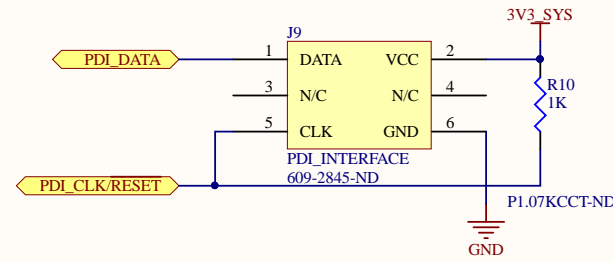 3V3_SYS
J9
PDI_DATA
1 DATA VCC 2
R10
1K
3 N/C N/C 4
5 CLK GND 6
PDI_INTERFACE
609-2845-ND
PDI_CLK/RESET
P1.07KCCT-ND
GND